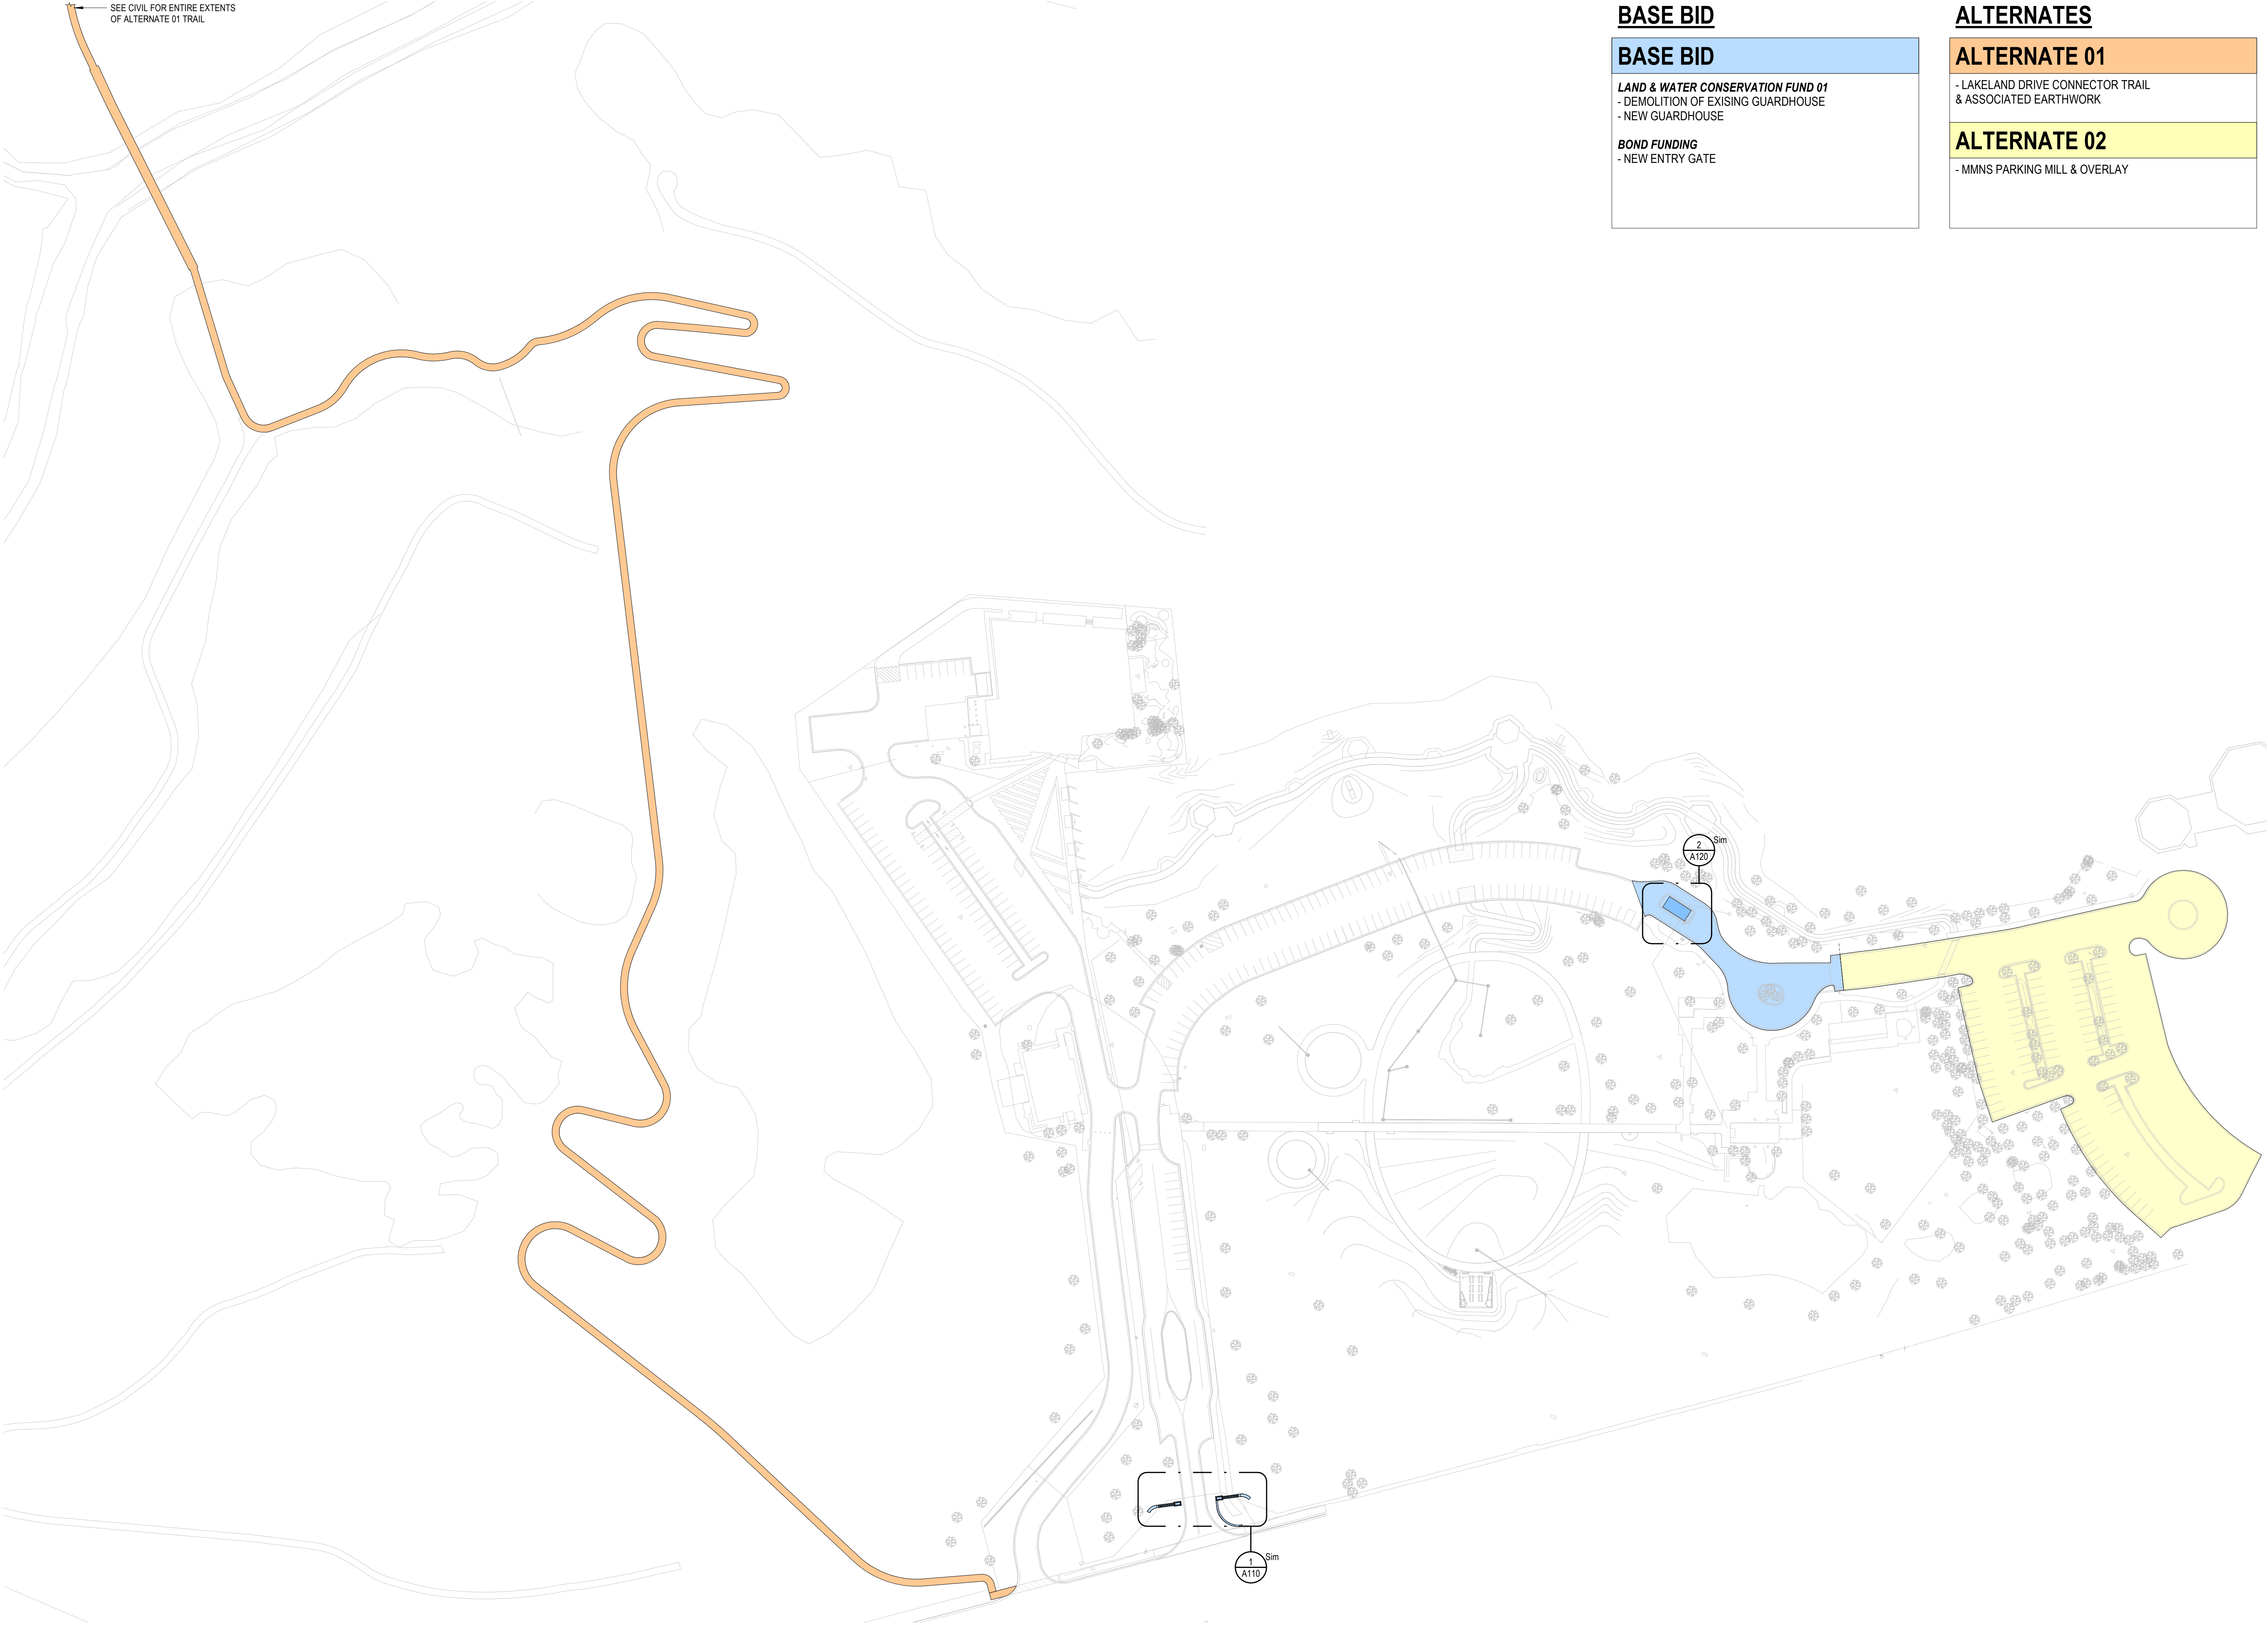 SEE CIVIL FOR ENTIRE EXTENTS
OF ALTERNATE 01 TRAIL
BASE BID
BASE BID
LAND & WATER CONSERVATION FUND 01
- DEMOLITION OF EXISING GUARDHOUSE
- NEW GUARDHOUSE
BOND FUNDING
- NEW ENTRY GATE
ALTERNATES
ALTERNATE 01
- LAKELAND DRIVE CONNECTOR TRAIL
& ASSOCIATED EARTHWORK
ALTERNATE 02
- MMNS PARKING MILL & OVERLAY
2
A120
Sim
1
A110
Sim